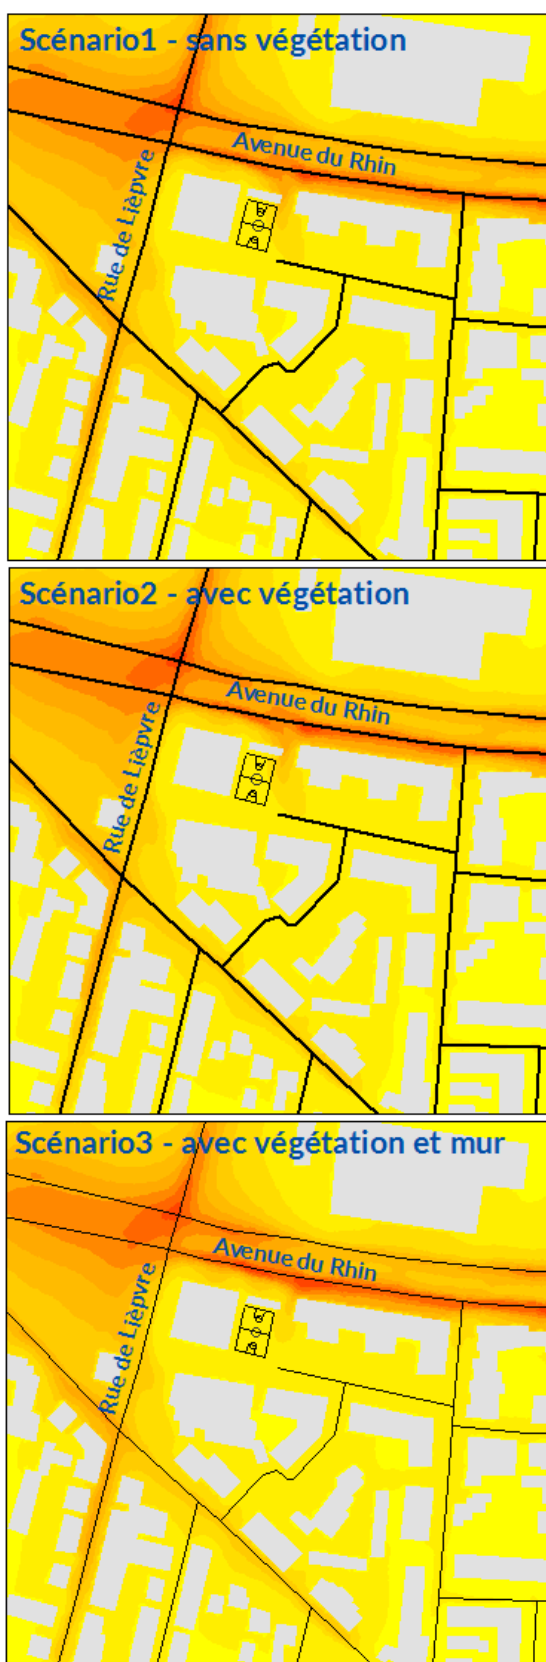 Scénario1 - sans végétation
Avenue du Rhin
Rue de Lièpvre
Scénario2 - avec végétation
Avenue du Rhin
Rue de Lièpvre
Scénario3 - avec végétation et mur
Avenue du Rhin
Rue de Lièpvre